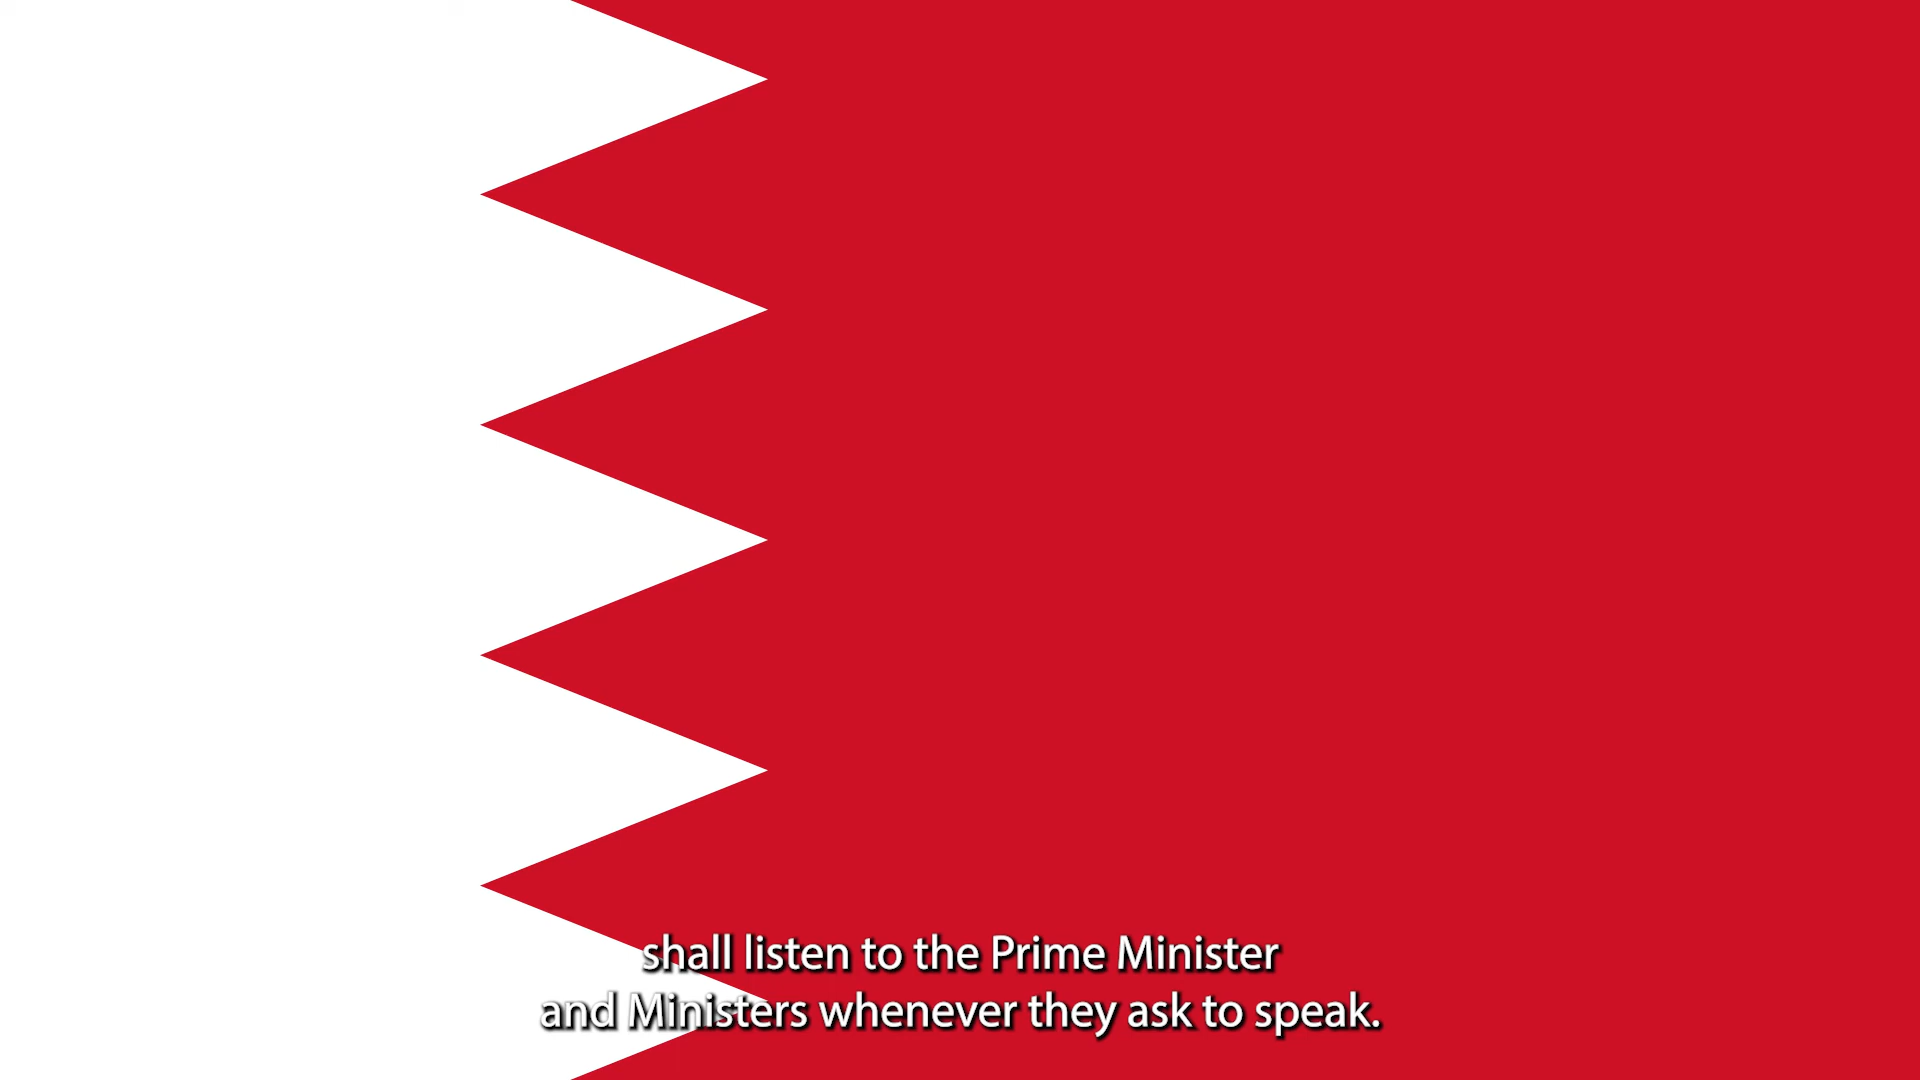 shall listen to the Prime Minister
and Ministers whenever they ask to speak.